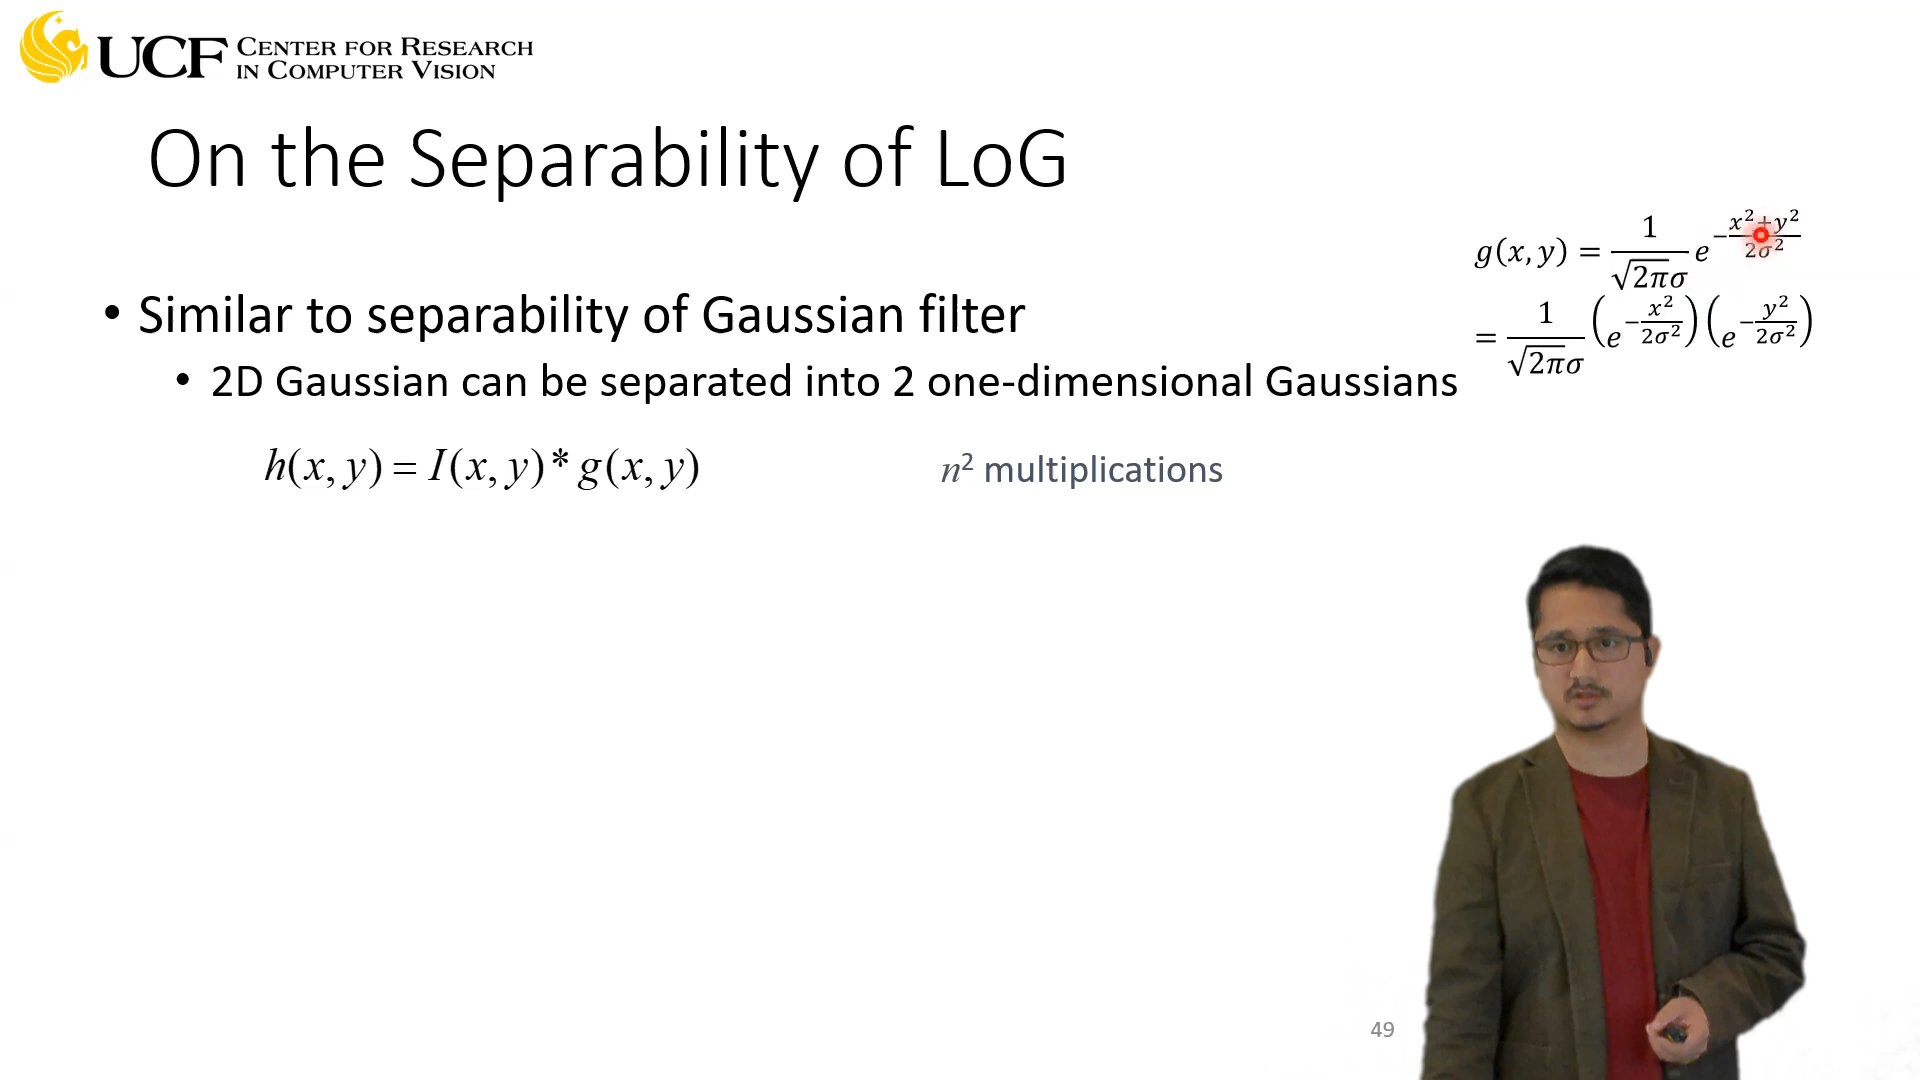 UCF CENTER FOR RESEARCH
IN COMPUTER VISION
On the Separability of LoG
g(x, y) = 1/(√2πσ) e^(−(x²+y²)/(2σ²))
= 1/(√2πσ) (e^(−x²/(2σ²))) (e^(−y²/(2σ²)))
• Similar to separability of Gaussian filter
• 2D Gaussian can be separated into 2 one-dimensional Gaussians
h(x, y) = I(x, y) * g(x, y)
n² multiplications
49